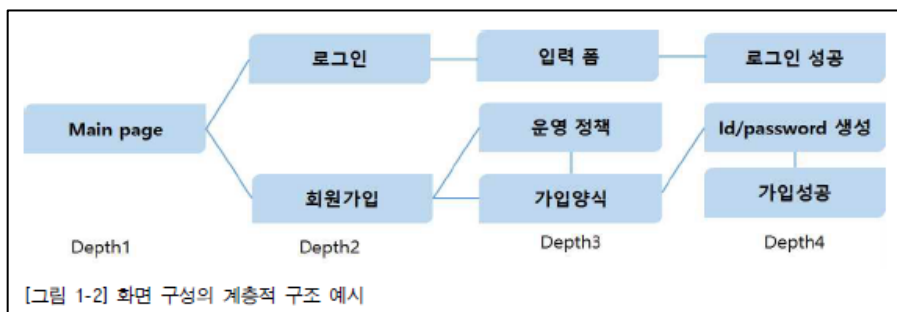 로그인
입력 폼
로그인 성공
Main page
운영 정책
Id/password 생성
회원가입
가입양식
가입성공
Depth1
Depth2
Depth3
Depth4
[그림 1-2] 화면 구성의 계층적 구조 예시